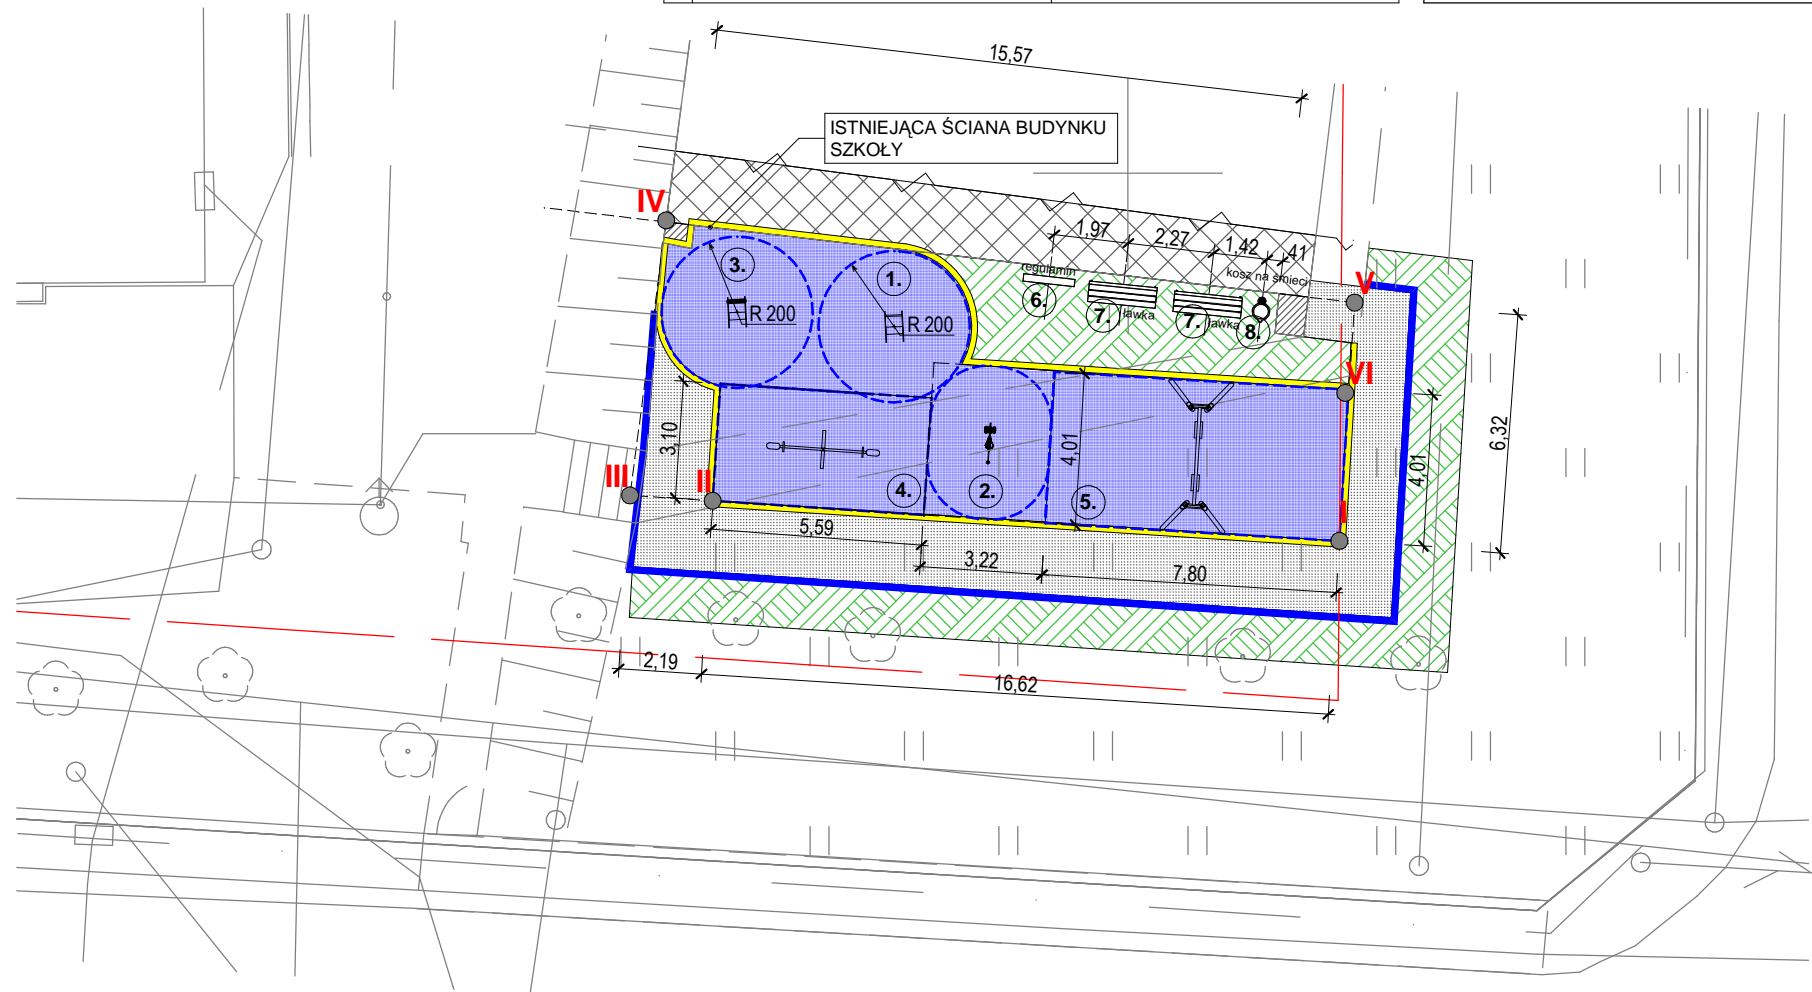 15,57
ISTNIEJĄCA ŚCIANA BUDYNKU
SZKOŁY
IV
1,97
2,27
1,42
41
regulamin
kosz na śmieci
V
3.
1.
6.
7.
ławka
7.
ławka
8.
R 200
R 200
VI
3,10
4,01
4,01
6,32
III
II
4.
2.
5.
I
5,59
3,22
7,80
2,19
16,62